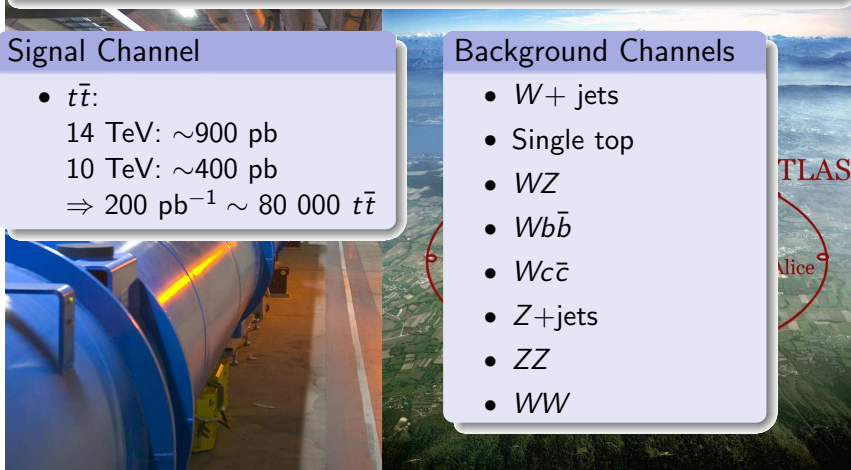 Signal Channel
• tt̄:
14 TeV: ∼900 pb
10 TeV: ∼400 pb
⇒ 200 pb⁻¹ ∼ 80 000 tt̄
Background Channels
• W+ jets
• Single top
• WZ
• Wbb̄
• Wcc̄
• Z+jets
• ZZ
• WW
TLAS
Alice